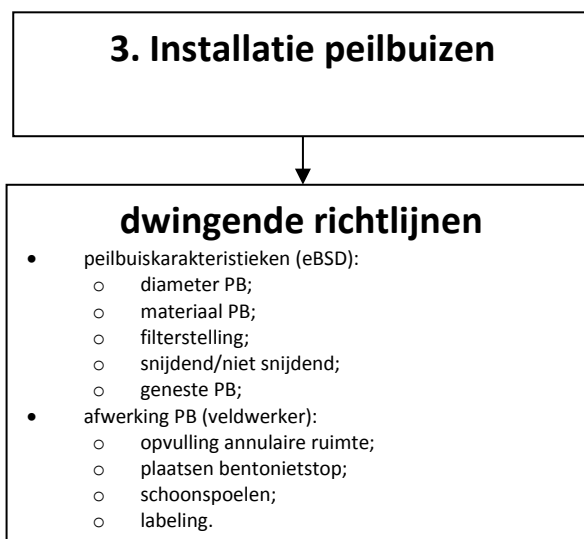 3. Installatie peilbuizen
dwingende richtlijnen
• peilbuiskarakteristieken (eBSD):
o diameter PB;
o materiaal PB;
o filterstelling;
o snijdend/niet snijdend;
o geneste PB;
• afwerking PB (veldwerker):
o opvulling annulaire ruimte;
o plaatsen bentonietstop;
o schoonspoelen;
o labeling.